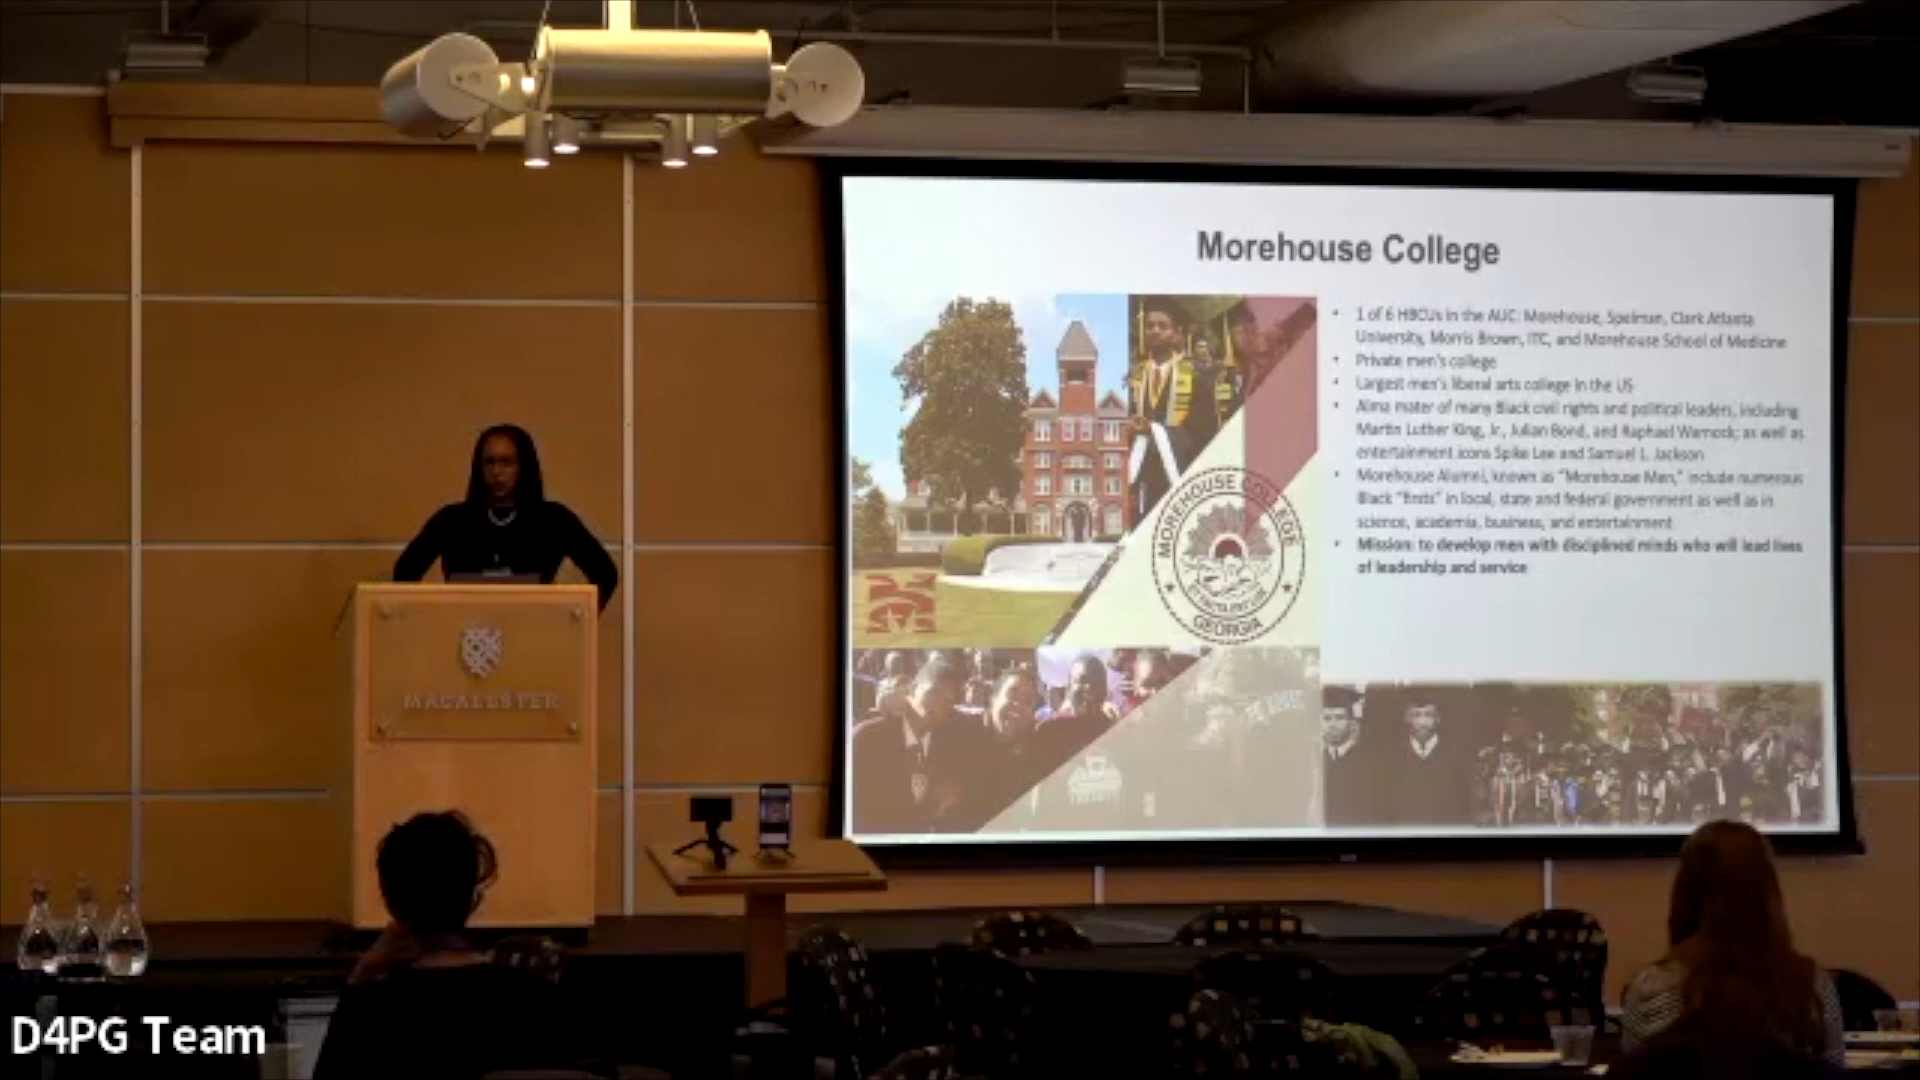 Morehouse College
1 of 6 HBCUs in the AUC: Morehouse, Spelman, Clark Atlanta
University, Morris Brown, ITC, and Morehouse School of Medicine
Private men's college
Largest men's liberal arts college in the US
Alma mater of many Black civil rights and political leaders, including
Martin Luther King, Jr, Julian Bond, and Raphael Warnock; as well as
entertainment icons Spike Lee and Samuel L. Jackson
Morehouse Alumni, known as "Morehouse Men," include numerous
Black "firsts" in local, state and federal government as well as in
science, academia, business, and entertainment
Mission: to develop men with disciplined minds who will lead lives
of leadership and service
MOREHOUSE COLLEGE
GEORGIA
MACALESTER
D4PG Team